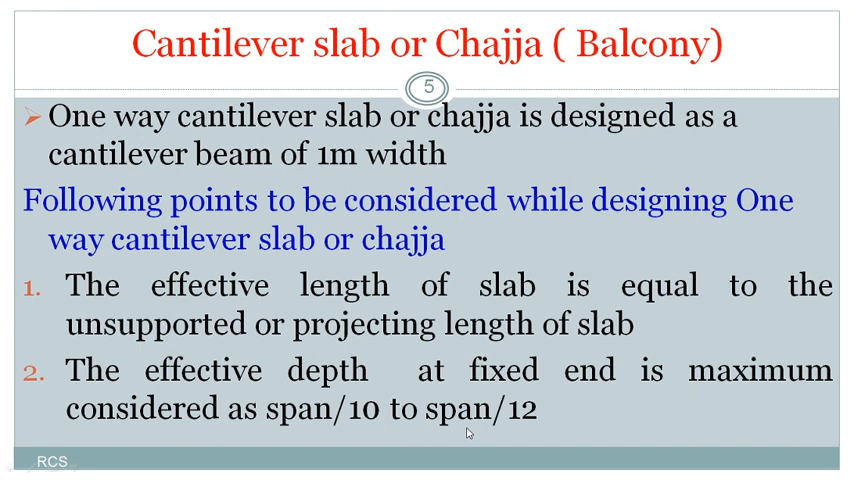 Cantilever slab or Chajja ( Balcony)
5
One way cantilever slab or chajja is designed as a
cantilever beam of 1m width
Following points to be considered while designing One
way cantilever slab or chajja
1. The effective length of slab is equal to the
unsupported or projecting length of slab
2. The effective depth at fixed end is maximum
considered as span/10 to span/12
RCS